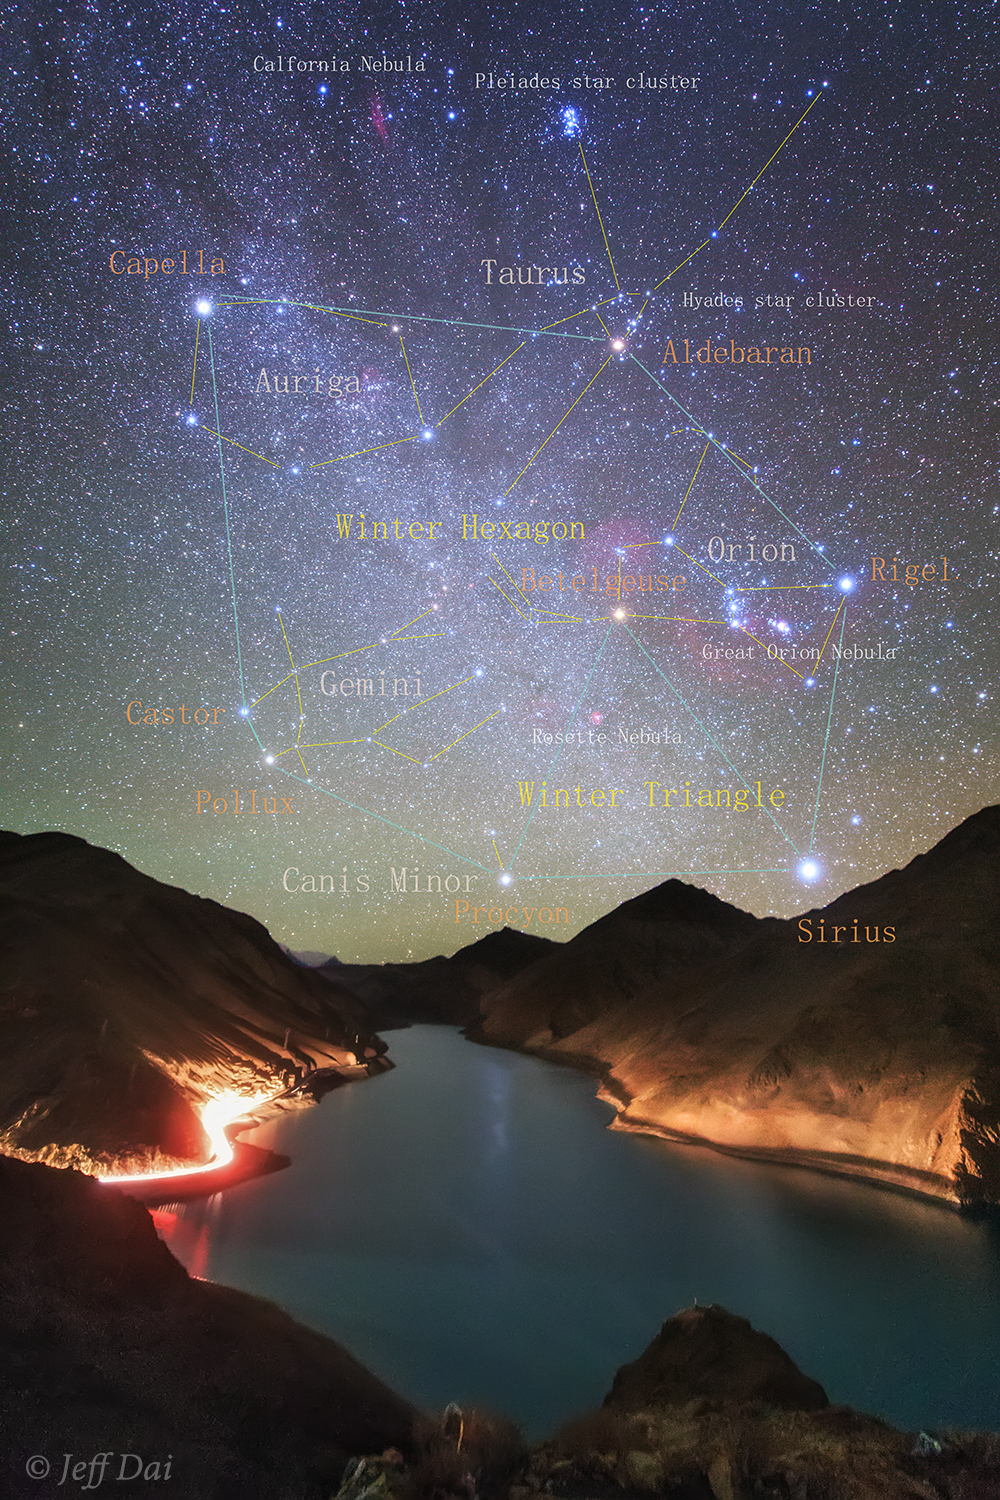 Calfornia Nebula
Pleiades star cluster
Capella
Taurus
Hyades star cluster
Aldebaran
Auriga
Winter Hexagon
Orion
Betelgeuse
Rigel
Great Orion Nebula
Gemini
Castor
Rosette Nebula
Winter Triangle
Pollux
Canis Minor
Procyon
Sirius
© Jeff Dai